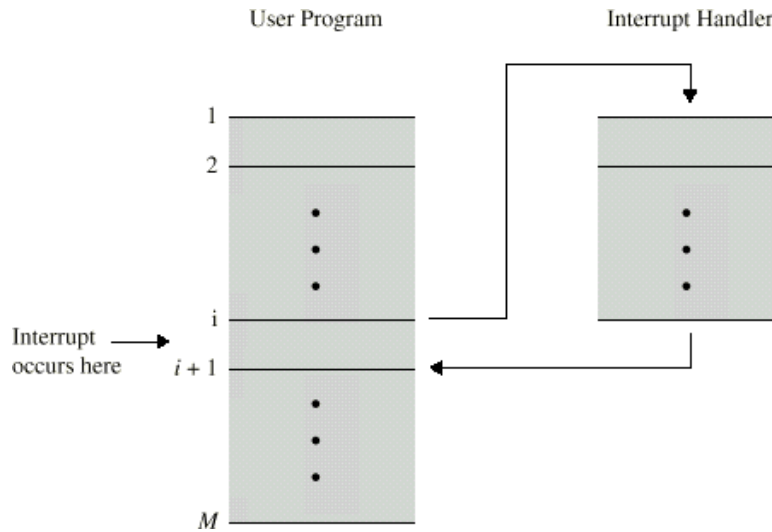 User Program
Interrupt Handler
1
2
i
Interrupt
occurs here
i + 1
M